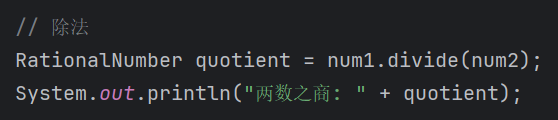 // 除法
RationalNumber quotient = num1.divide(num2);
System.out.println("两数之商: " + quotient);